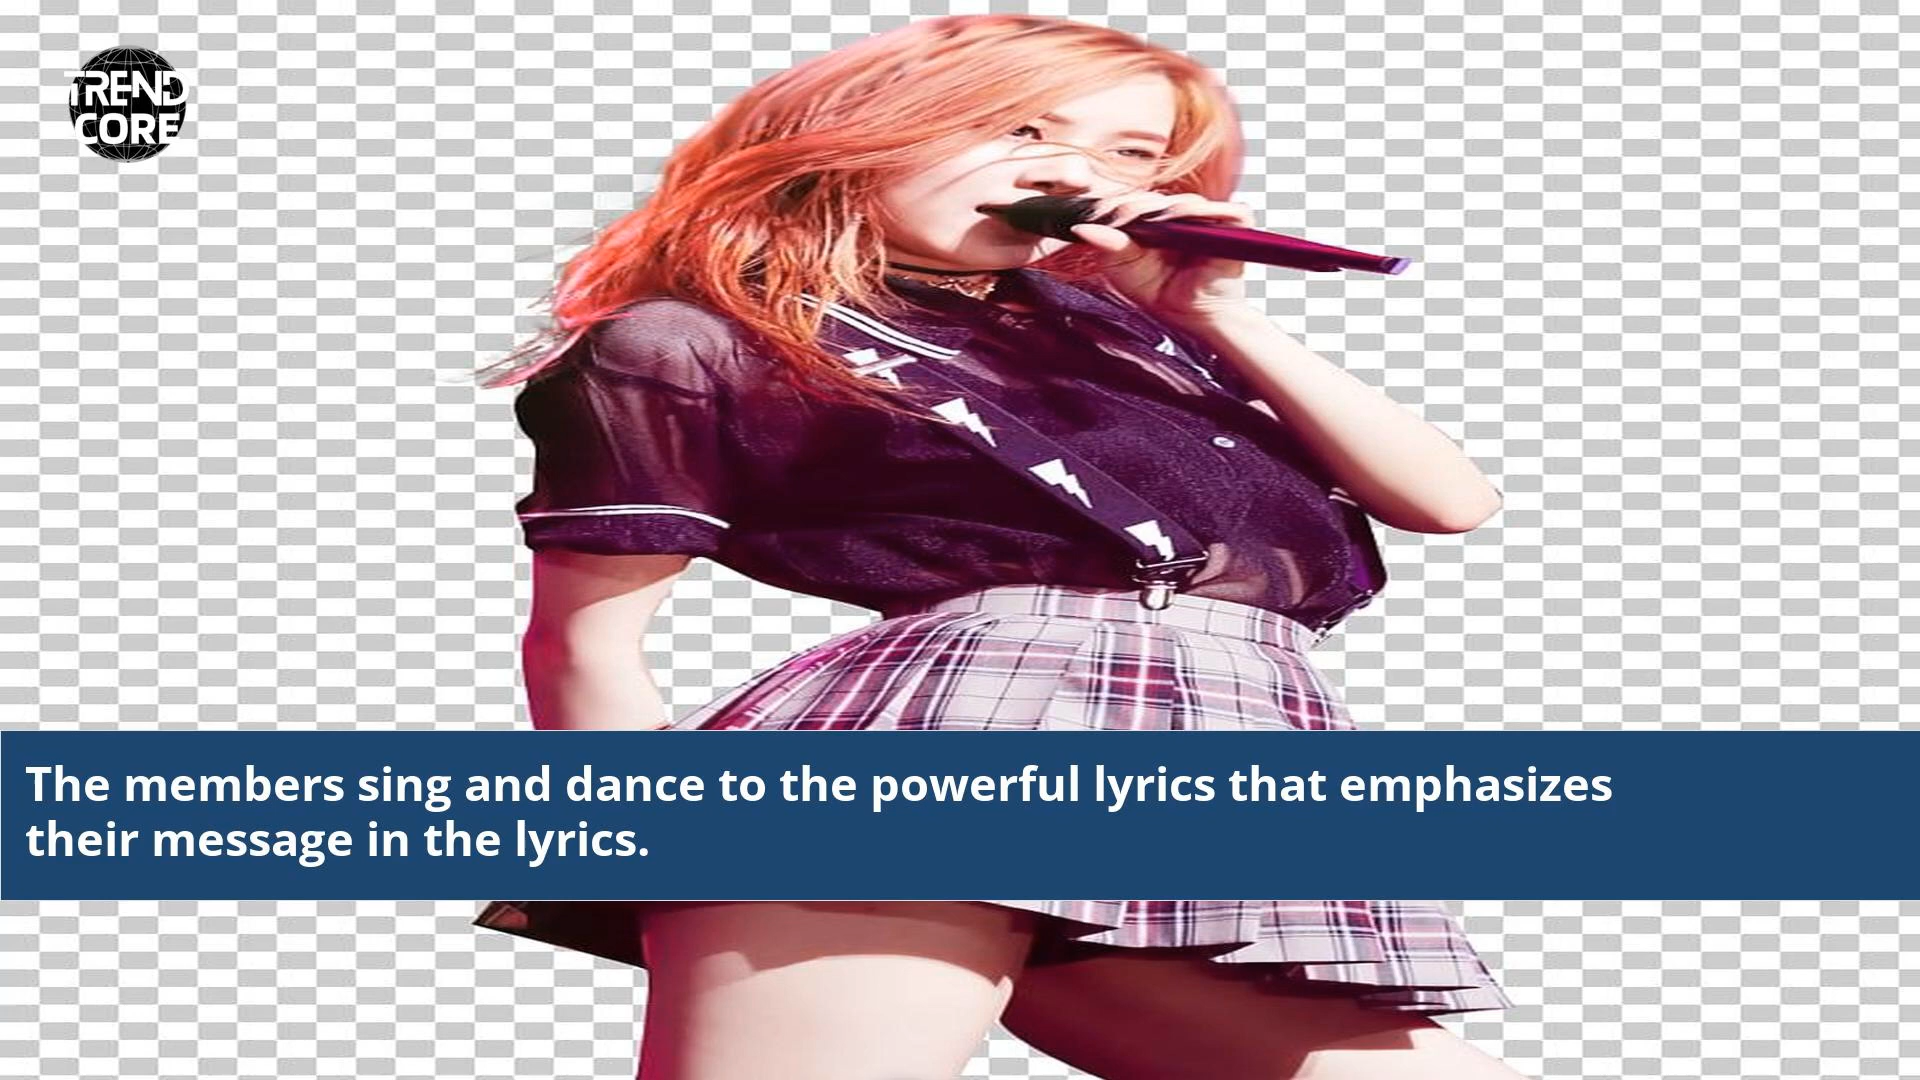 TREND
CORE
The members sing and dance to the powerful lyrics that emphasizes
their message in the lyrics.